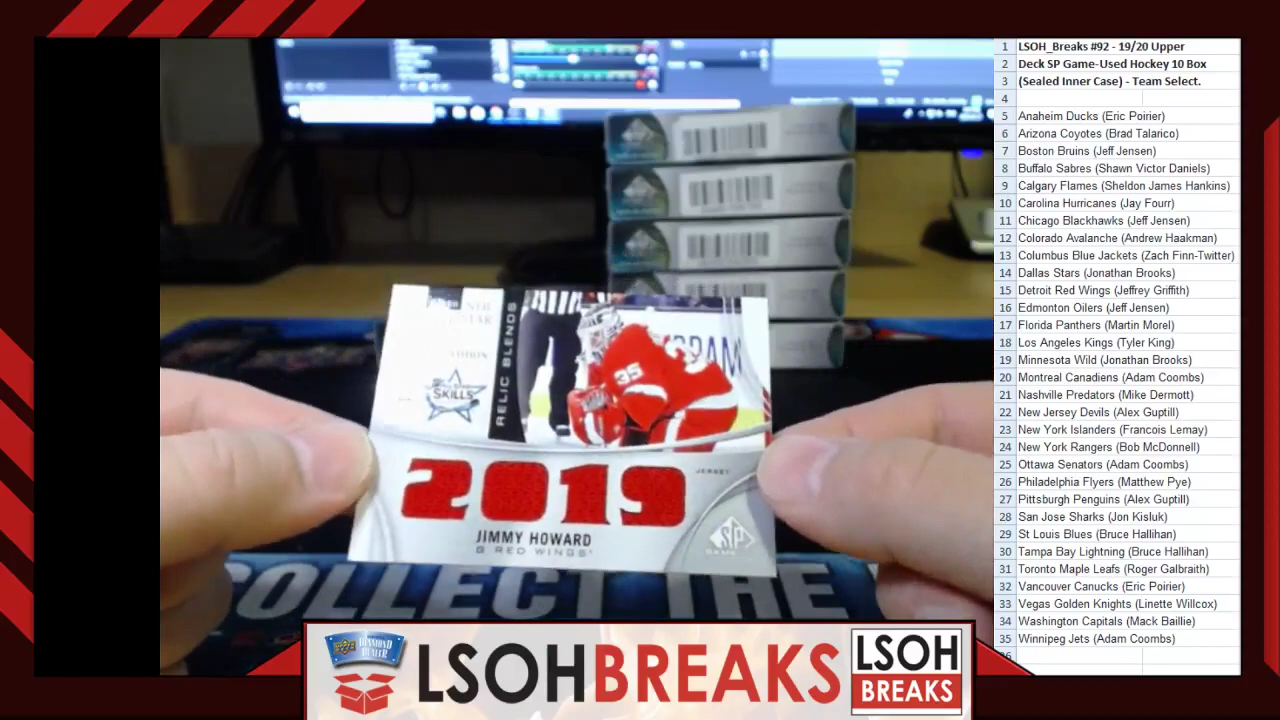 1 LSOH_Breaks #92 - 19/20 Upper
2 Deck SP Game-Used Hockey 10 Box
3 (Sealed Inner Case) - Team Select.
4
5 Anaheim Ducks (Eric Poirier)
6 Arizona Coyotes (Brad Talarico)
7 Boston Bruins (Jeff Jensen)
8 Buffalo Sabres (Shawn Victor Daniels)
9 Calgary Flames (Sheldon James Hankins)
10 Carolina Hurricanes (Jay Fourr)
11 Chicago Blackhawks (Jeff Jensen)
12 Colorado Avalanche (Andrew Haakman)
13 Columbus Blue Jackets (Zach Finn-Twitter)
14 Dallas Stars (Jonathan Brooks)
15 Detroit Red Wings (Jeffrey Griffith)
16 Edmonton Oilers (Jeff Jensen)
17 Florida Panthers (Martin Morel)
18 Los Angeles Kings (Tyler King)
19 Minnesota Wild (Jonathan Brooks)
20 Montreal Canadiens (Adam Coombs)
21 Nashville Predators (Mike Dermott)
22 New Jersey Devils (Alex Guptill)
23 New York Islanders (Francois Lemay)
24 New York Rangers (Bob McDonnell)
25 Ottawa Senators (Adam Coombs)
26 Philadelphia Flyers (Matthew Pye)
27 Pittsburgh Penguins (Alex Guptill)
28 San Jose Sharks (Jon Kisluk)
29 St Louis Blues (Bruce Hallihan)
30 Tampa Bay Lightning (Bruce Hallihan)
31 Toronto Maple Leafs (Roger Galbraith)
32 Vancouver Canucks (Eric Poirier)
33 Vegas Golden Knights (Linette Willcox)
34 Washington Capitals (Mack Baillie)
35 Winnipeg Jets (Adam Coombs)
SKILLS
RELIC BLENDS
35
JERSEY
2019
JIMMY HOWARD
G RED WINGS
SP
COLLECT THE
DIAMOND
DEALER
LSOHBREAKS
LSOH
BREAKS